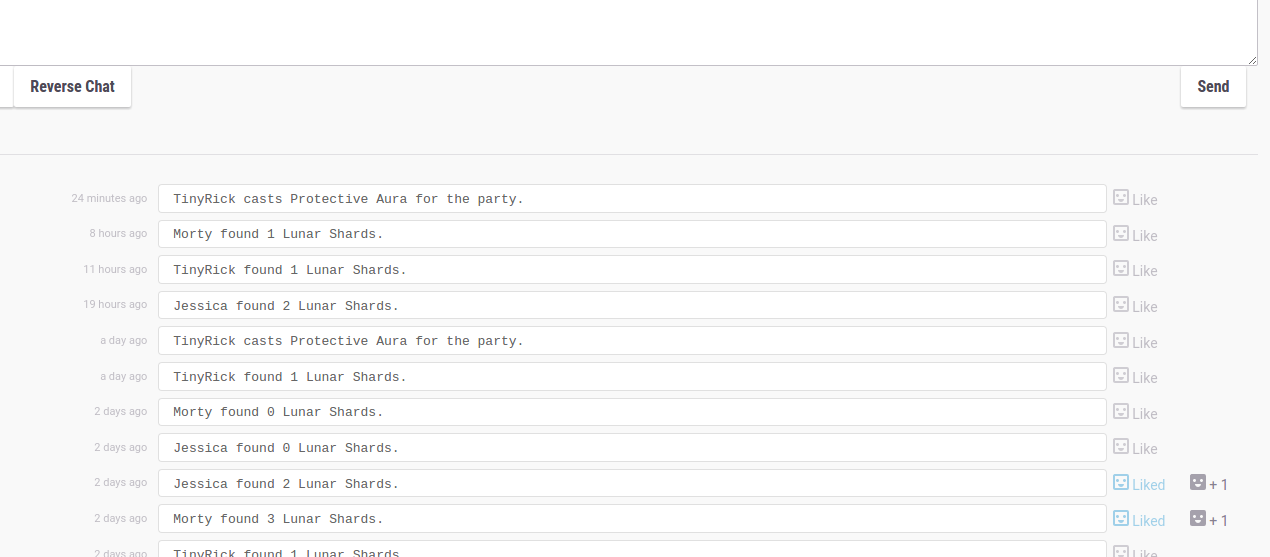 Reverse Chat Send
24 minutes ago TinyRick casts Protective Aura for the party. Like
8 hours ago Morty found 1 Lunar Shards. Like
11 hours ago TinyRick found 1 Lunar Shards. Like
19 hours ago Jessica found 2 Lunar Shards. Like
a day ago TinyRick casts Protective Aura for the party. Like
a day ago TinyRick found 1 Lunar Shards. Like
2 days ago Morty found 0 Lunar Shards. Like
2 days ago Jessica found 0 Lunar Shards. Like
2 days ago Jessica found 2 Lunar Shards. Liked + 1
2 days ago Morty found 3 Lunar Shards. Liked + 1
2 days ago TinyRick found 1 Lunar Shards. Like